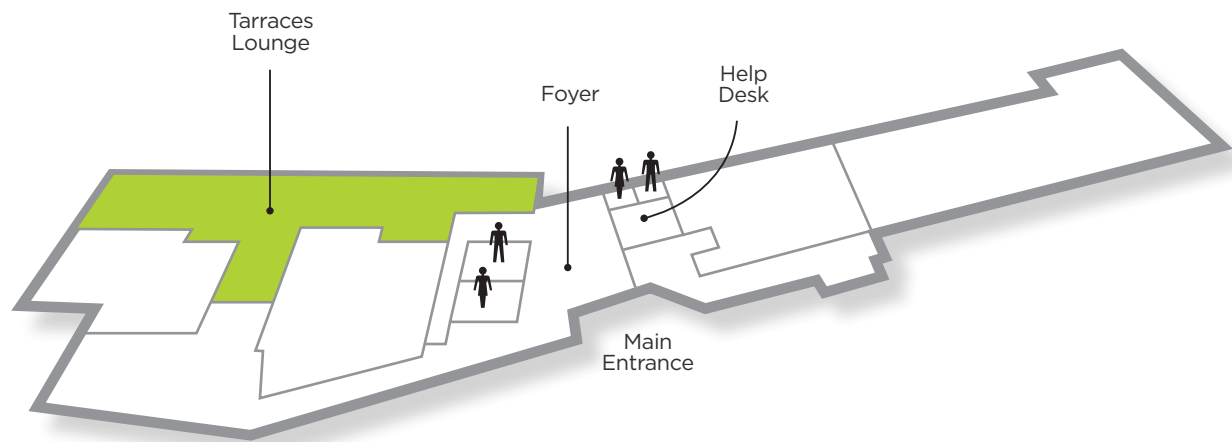 Tarraces
Lounge
Foyer
Help
Desk
Main
Entrance